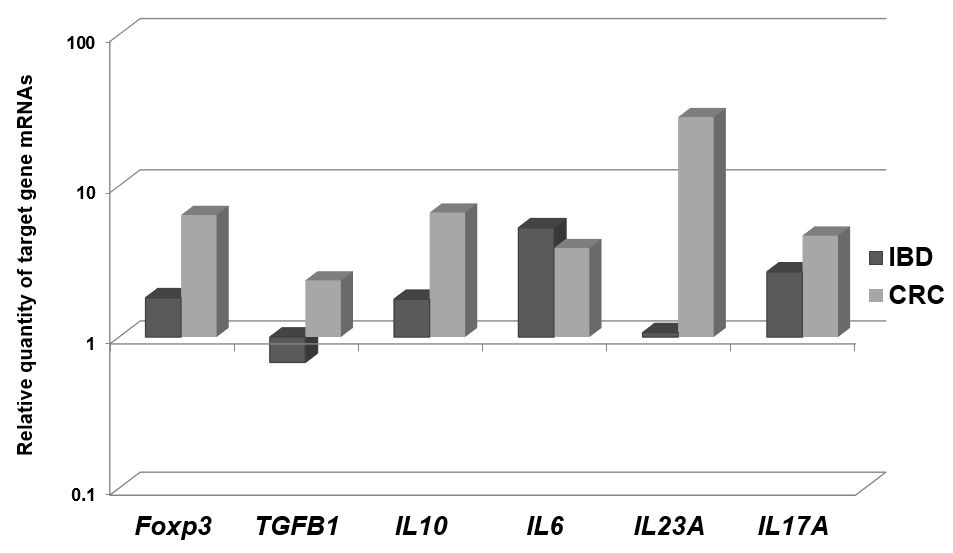 Relative quantity of target gene mRNAs
100
10
1
0.1
Foxp3 TGFB1 IL10 IL6 IL23A IL17A
IBD
CRC